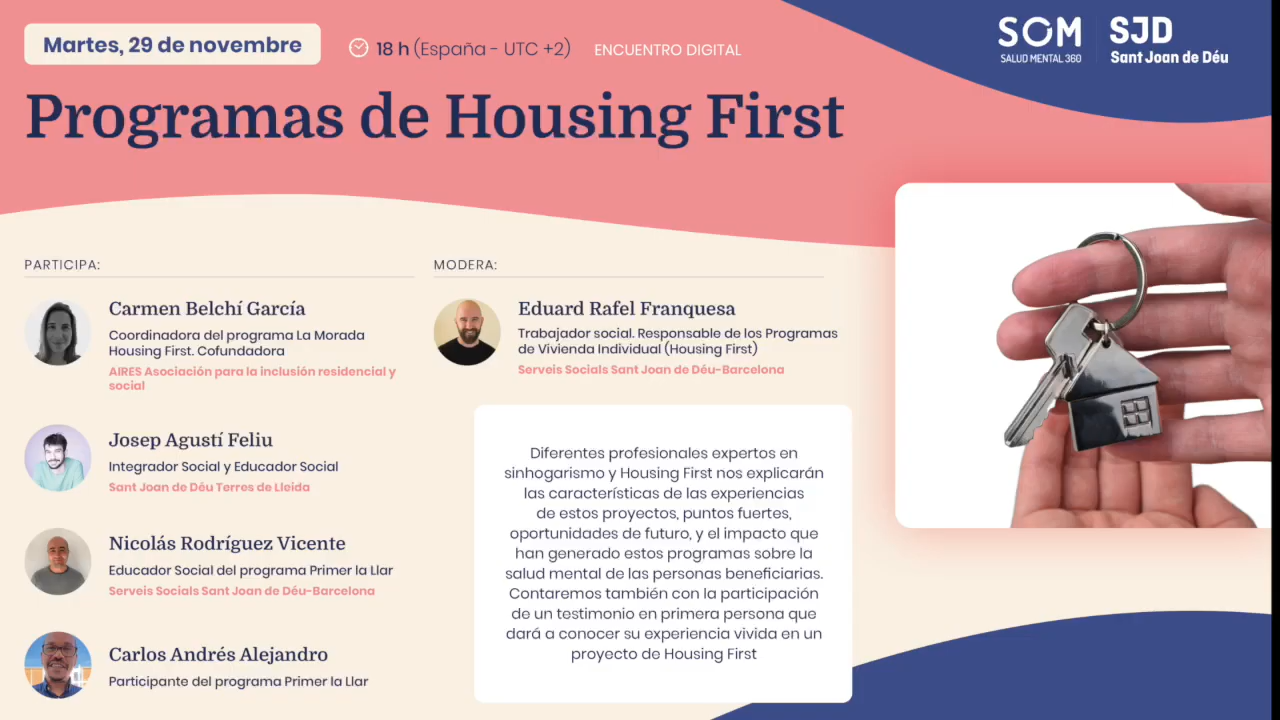 Martes, 29 de novembre
18 h (España - UTC +2)
ENCUENTRO DIGITAL
SOM
SALUD MENTAL 360
SJD
Sant Joan de Déu
Programas de Housing First
PARTICIPA:
Carmen Belchí García
Coordinadora del programa La Morada
Housing First. Cofundadora
AIRES Asociación para la inclusión residencial y
social
Josep Agustí Feliu
Integrador Social y Educador Social
Sant Joan de Déu Terres de Lleida
Nicolás Rodríguez Vicente
Educador Social del programa Primer la Llar
Serveis Socials Sant Joan de Déu-Barcelona
Carlos Andrés Alejandro
Participante del programa Primer la Llar
MODERA:
Eduard Rafel Franquesa
Trabajador social. Responsable de los Programas
de Vivienda Individual (Housing First)
Serveis Socials Sant Joan de Déu-Barcelona
Diferentes profesionales expertos en
sinhogarismo y Housing First nos explicarán
las características de las experiencias
de estos proyectos, puntos fuertes,
oportunidades de futuro, y el impacto que
han generado estos programas sobre la
salud mental de las personas beneficiarias.
Contaremos también con la participación
de un testimonio en primera persona que
dará a conocer su experiencia vivida en un
proyecto de Housing First